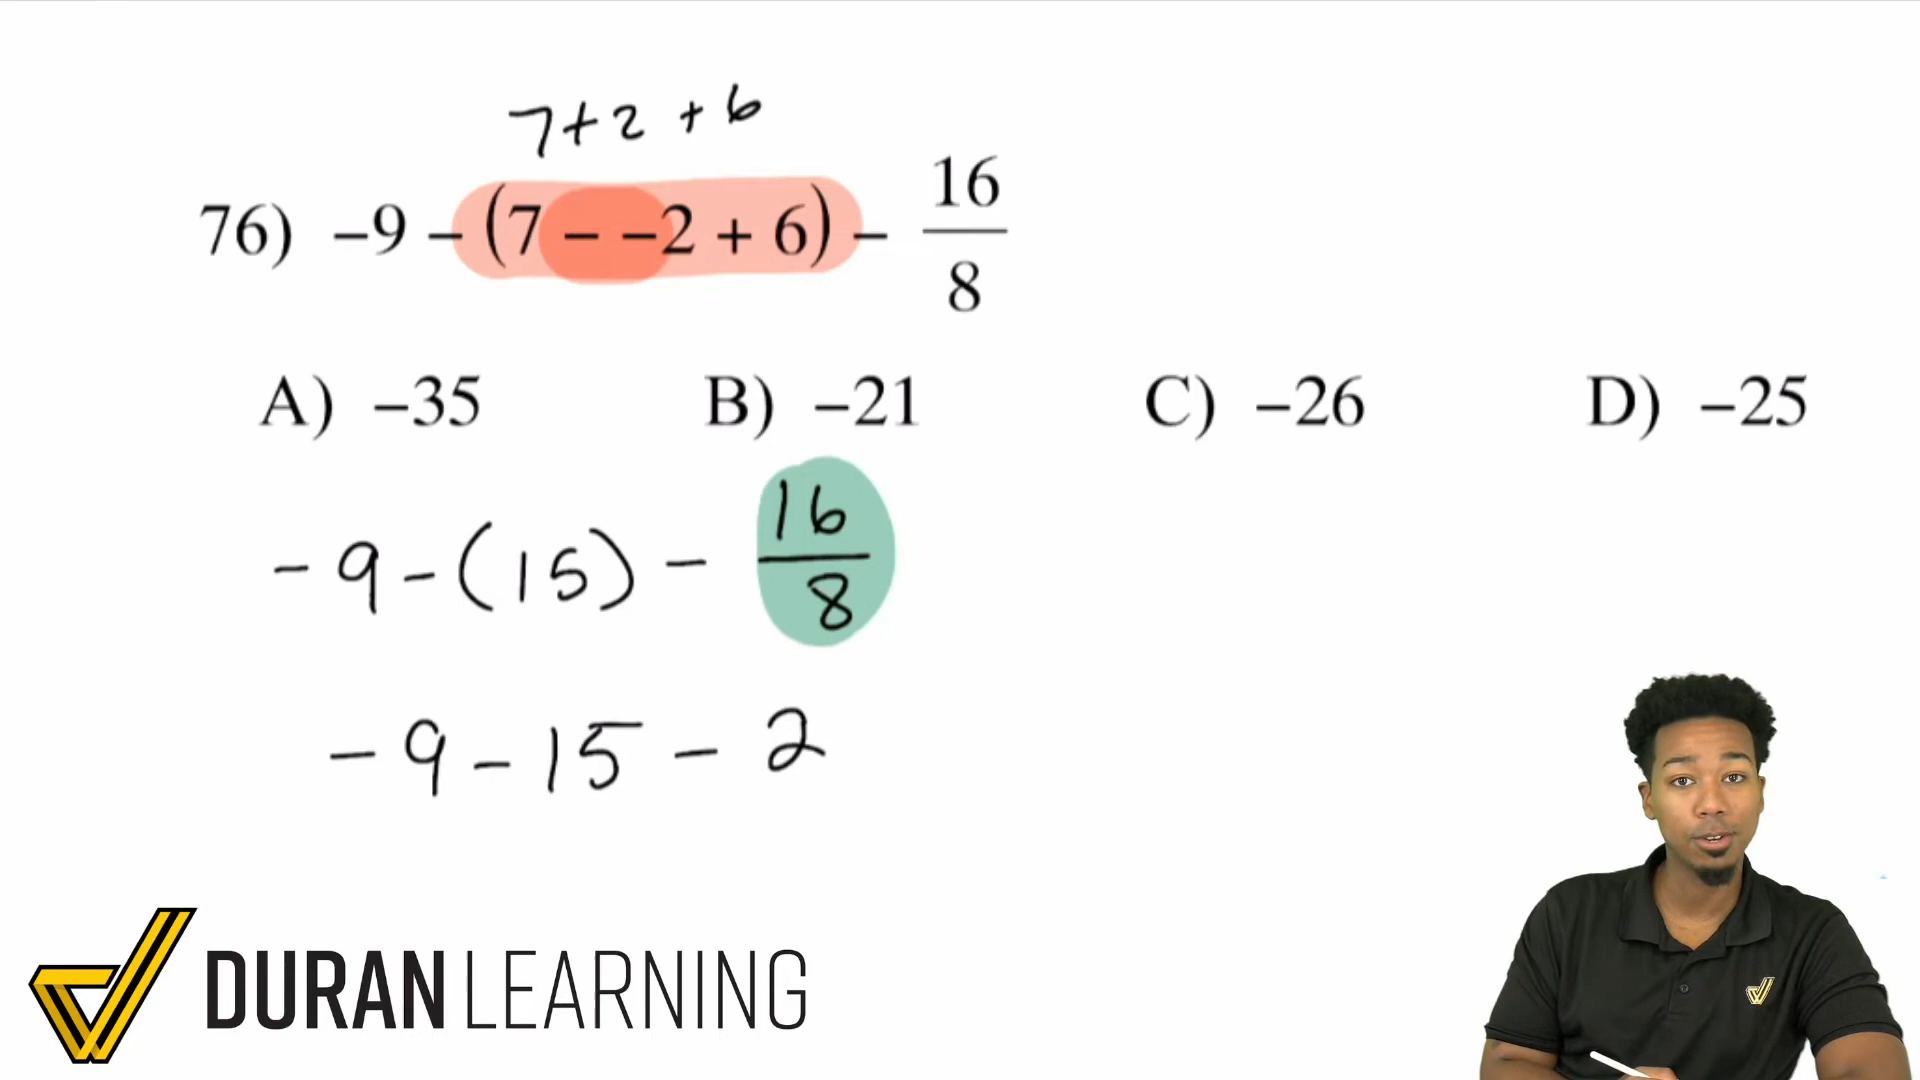 7+2 + 6
76) −9 − (7 − −2 + 6) − 16/8
A) −35 B) −21 C) −26 D) −25
-9-(15) - 16/8
-9-15-2
DURAN LEARNING